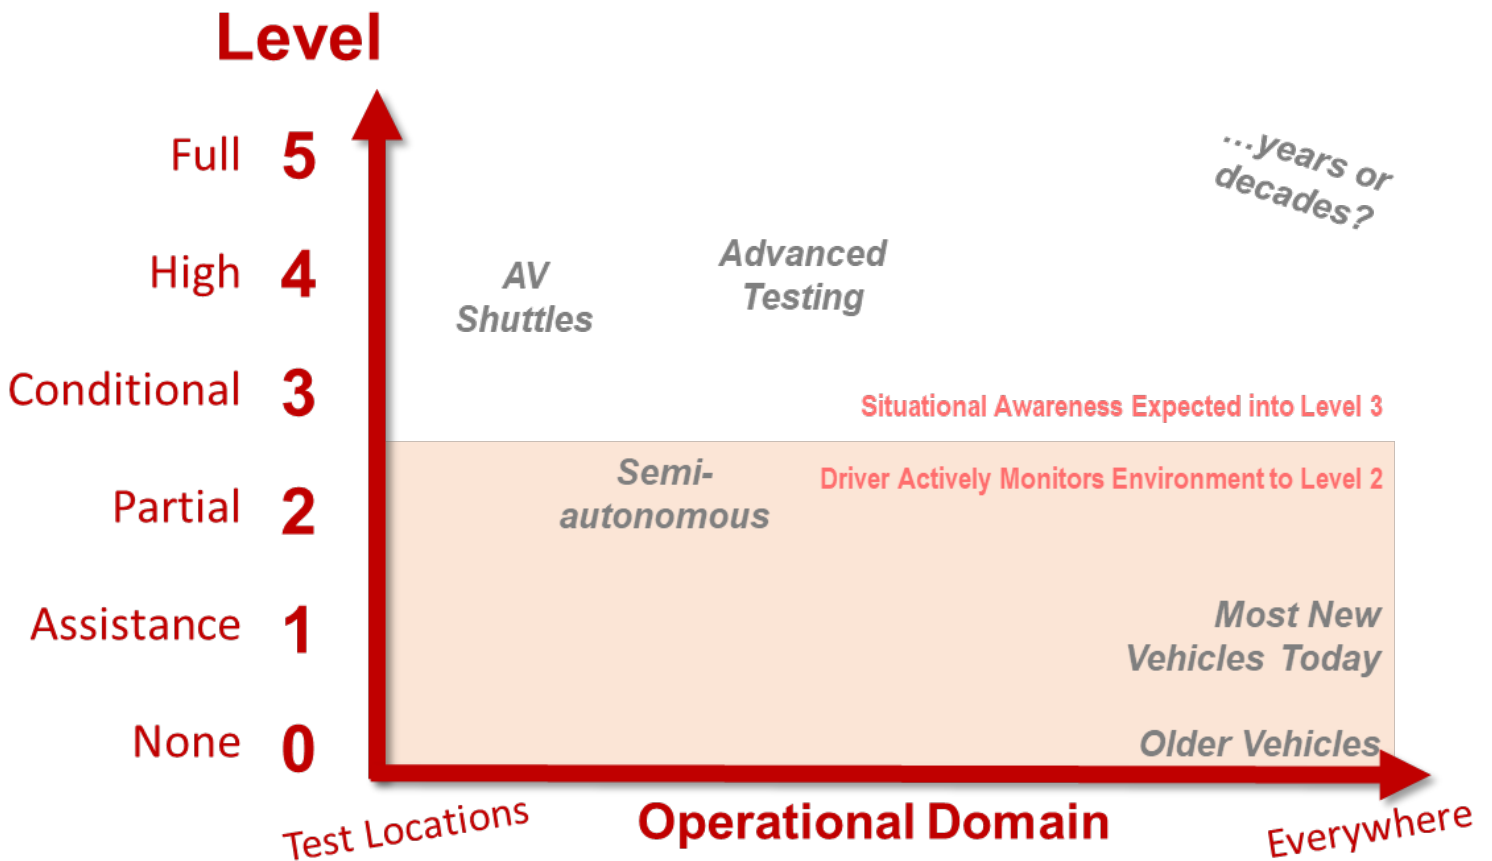 Level
Full 5
…years or
decades?
High 4
AV
Shuttles
Advanced
Testing
Conditional 3
Situational Awareness Expected into Level 3
Partial 2
Semi-
autonomous
Driver Actively Monitors Environment to Level 2
Assistance 1
Most New
Vehicles Today
None 0
Older Vehicles
Test Locations
Operational Domain
Everywhere